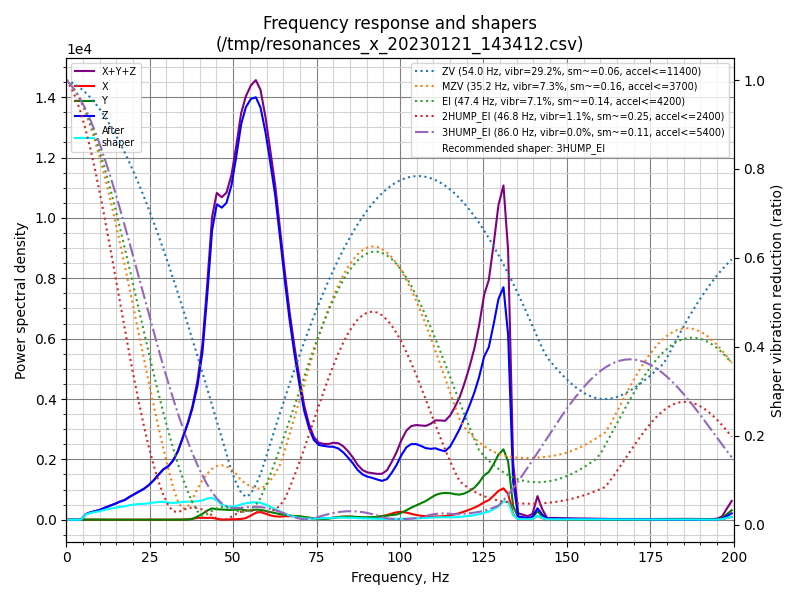 Frequency response and shapers
(/tmp/resonances_x_20230121_143412.csv)
1e4
X+Y+Z
X
Y
Z
After
shaper
ZV (54.0 Hz, vibr=29.2%, sm~=0.06, accel<=11400)
MZV (35.2 Hz, vibr=7.3%, sm~=0.16, accel<=3700)
EI (47.4 Hz, vibr=7.1%, sm~=0.14, accel<=4200)
2HUMP_EI (46.8 Hz, vibr=1.1%, sm~=0.25, accel<=2400)
3HUMP_EI (86.0 Hz, vibr=0.0%, sm~=0.11, accel<=5400)
Recommended shaper: 3HUMP_EI
Power spectral density
1.4
1.2
1.0
0.8
0.6
0.4
0.2
0.0
1.0
0.8
0.6
0.4
0.2
0.0
Shaper vibration reduction (ratio)
0 25 50 75 100 125 150 175 200
Frequency, Hz